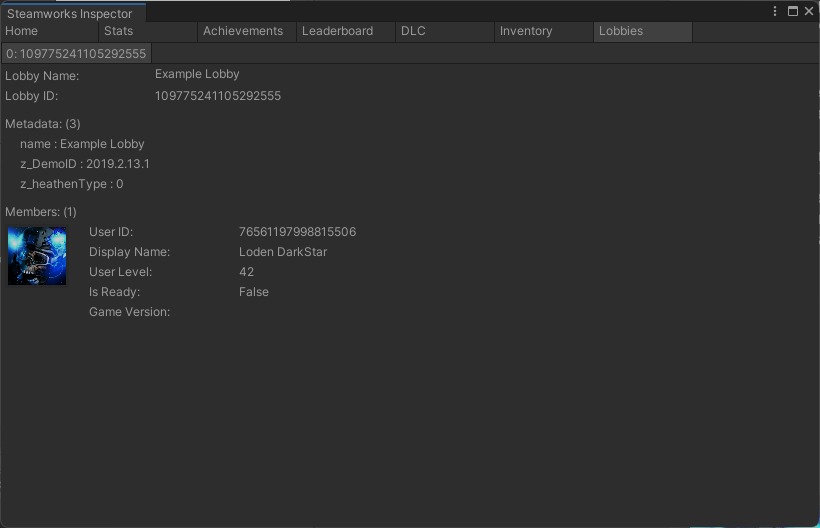 Steamworks Inspector
Home Stats Achievements Leaderboard DLC Inventory Lobbies
0: 109775241105292555
Lobby Name: Example Lobby
Lobby ID: 109775241105292555
Metadata: (3)
name : Example Lobby
z_DemoID : 2019.2.13.1
z_heathenType : 0
Members: (1)
User ID: 76561197998815506
Display Name: Loden DarkStar
User Level: 42
Is Ready: False
Game Version: